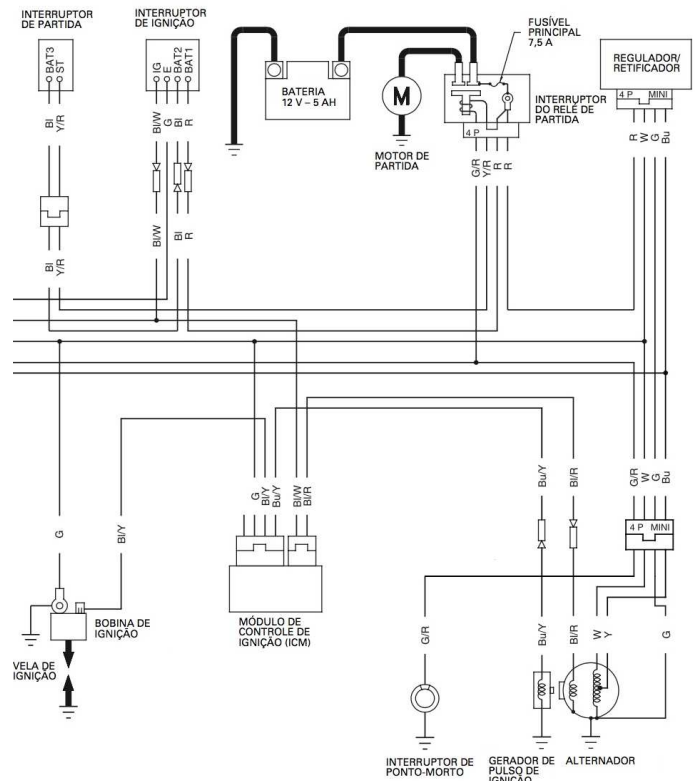 INTERRUPTOR
DE PARTIDA
BAT3
ST
Bl
Y/R
Bl
Y/R
INTERRUPTOR
DE IGNIÇÃO
IG
E
BAT2
BAT1
Bl/W
G
Bl
R
Bl/W
Bl
R
BATERIA
12 V – 5 AH
M
MOTOR DE
PARTIDA
FUSÍVEL
PRINCIPAL
7,5 A
INTERRUPTOR
DO RELÉ DE
PARTIDA
4 P
G/R
Y/R
R
R
REGULADOR/
RETIFICADOR
4 P MINI
R
W
G
Bu
G
Bl/Y
BOBINA DE
IGNIÇÃO
VELA DE
IGNIÇÃO
G
Bl/Y
Bu/Y
Bl/W
Bl/R
MÓDULO DE
CONTROLE DE
IGNIÇÃO (ICM)
Bu/Y
Bl/R
G/R
W
G
Bu
4 P MINI
G/R
Bu/Y
Bl/R
W
Y
G
INTERRUPTOR DE
PONTO-MORTO
GERADOR DE
PULSO DE
IGNIÇÃO
ALTERNADOR